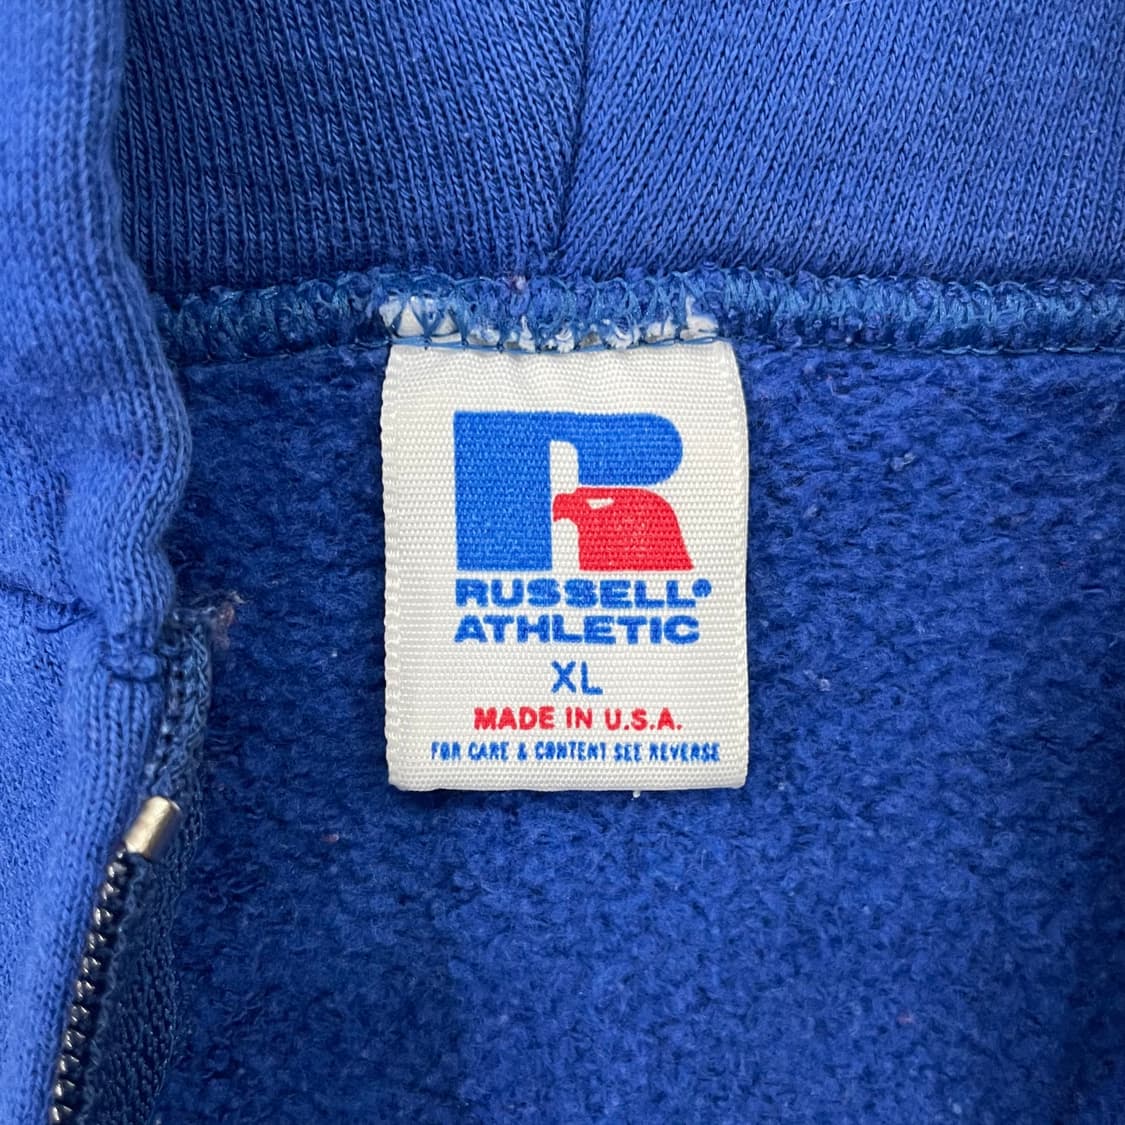 RUSSELL®
ATHLETIC
XL
MADE IN U.S.A.
FOR CARE & CONTENT SEE REVERSE